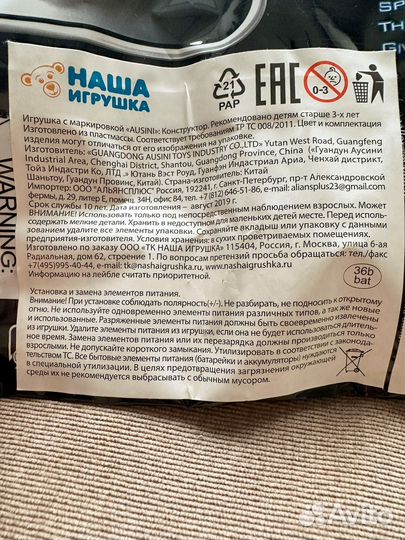 SP
TH
GN
НАША
ИГРУШКА
21
PAP
EAC
0-3
Игрушка с маркировкой «AUSINI»: Конструктор. Рекомендовано детям старше 3-х лет
Изготовлено из пластмассы. Соответствует требованиям ТР ТС 008/2011. Цвет и комплектация
изделия могут отличаться от его изображения на упаковке.
Изготовитель: «GUANGDONG AUSINI TOYS INDUSTRY CO.,LTD» Yutan West Road, Guangfeng
Industrial Area, Chenghai District, Shantou, Guangdong Province, China (Гуандун Аусини
Тойз Индастри Ко, ЛТД .» Ютань Вэст Роуд, Гуанфэн Индастриал Ариа, Ченхай дистрикт,
Шаньтоу, Гуандун Провинс, Китай). Страна-изготовитель: Китай
Импортер: ООО "АЛЬЯНСПЛЮС" Россия, 192241, г. Санкт-Петербург, пр-т Александровской
Фермы, д. 29, литер Е, помещ. 34Н, офис 84, тел. +7 (812) 646-51-86, e-mail: aliansplus23@gmail.com
Срок службы 10 лет. Дата изготовления – август 2019 г.
ВНИМАНИЕ! Использовать только под непосредственным наблюдением взрослых. Может
содержать мелкие детали. Хранить в недоступном для маленьких детей месте. Перед использо-
ванием удалите все элементы упаковки. Сохраняйте вкладыш или упаковку с данными
предприятия-изготовителя. Условия хранения: в сухих проветриваемых помещениях.
Изготовлено по заказу ООО «ТК НАША ИГРУШКА» 115404, Россия, г. Москва, улица 6-ая
Радиальная, дом 62, строение 1. По вопросам претензий просьба обращаться: тел./факс
+7(495)995-40-44, e-mail: tk@nashaigrushka.ru, www.nashaigrushka.ru
Информацию на лейбле считать приоритетной.
36b
bat
WARNING:
Установка и замена элементов питания.
Внимание! При установке соблюдать полярность(+/-). Не разбирать, не подносить к открытому
огню. Не используйте одновременно элементы питания различных типов, а так же новые
и использованные. Разряженные элементы питания должны быть своевременно извлечены
из игрушки. Удалите элементы питания из игрушки, если она не будет использоваться длитель-
ное время. Замена элементов питания или их перезарядка должны производиться только
взрослыми. Не допускайте короткого замыкания. Утилизировать в соответствии с законода-
тельством ТС. Все бытовые элементы питания (батарейки и аккумуляторы) нуждаются
в специальной утилизации. В целях предотвращения загрязнения окружающей
среды их не рекомендуется выбрасывать с обычным мусором.
Avito